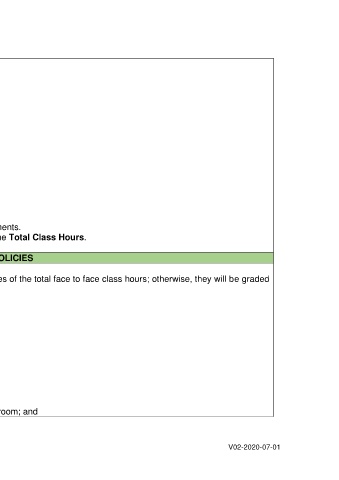 nents.
e Total Class Hours.
OLICIES
es of the total face to face class hours; otherwise, they will be graded
room; and
V02-2020-07-01